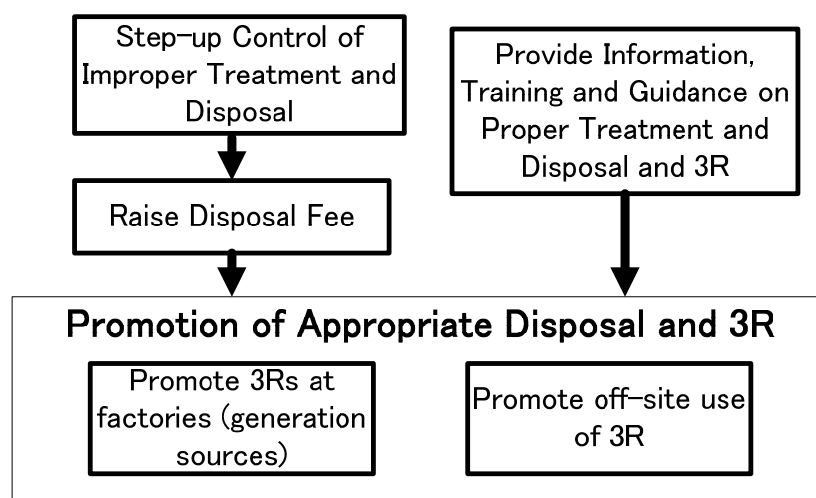 Step-up Control of
Improper Treatment and
Disposal
Provide Information,
Training and Guidance on
Proper Treatment and
Disposal and 3R
Raise Disposal Fee
Promotion of Appropriate Disposal and 3R
Promote 3Rs at
factories (generation
sources)
Promote off-site use
of 3R